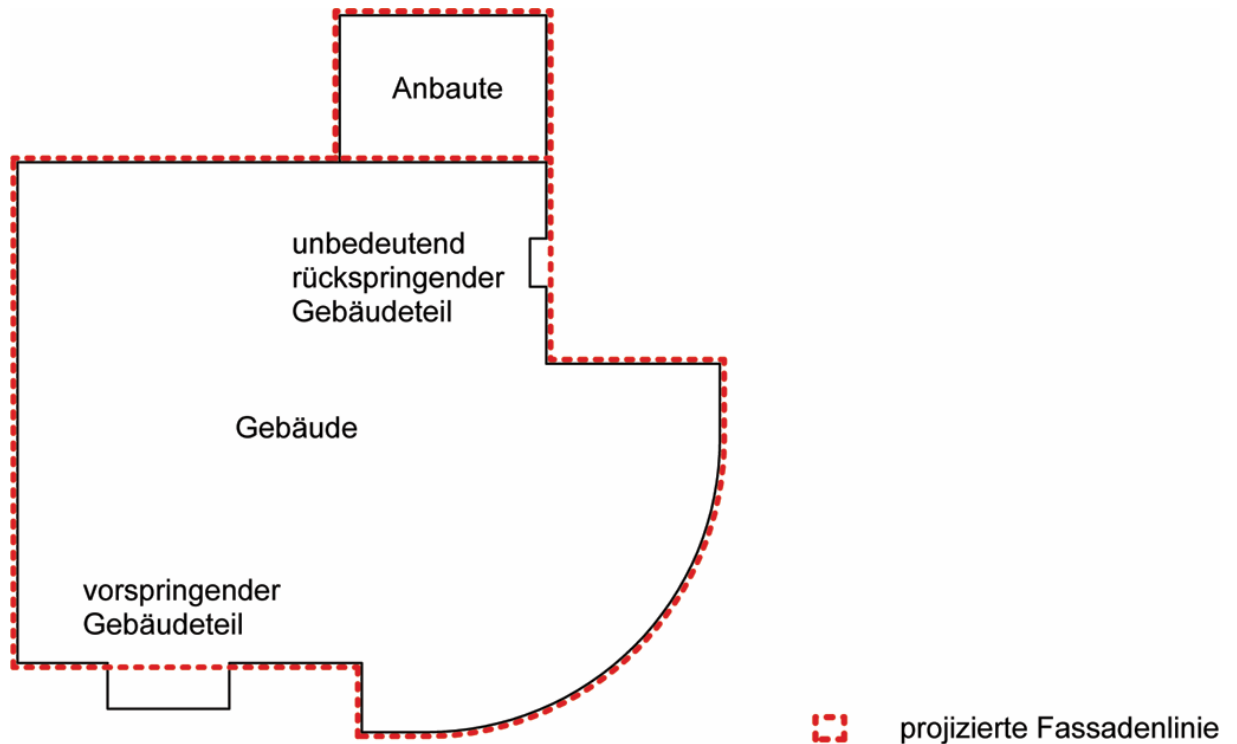 Anbaute
unbedeutend
rückspringender
Gebäudeteil
Gebäude
vorspringender
Gebäudeteil
projizierte Fassadenlinie